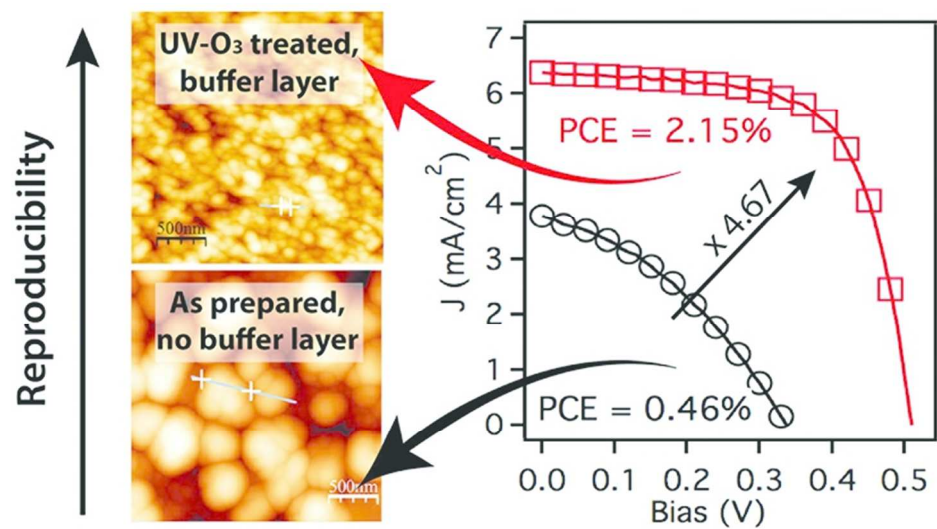 Reproducibility
UV-O₃ treated,
buffer layer
500nm
As prepared,
no buffer layer
500nm
J (mA/cm²)
7
6
5
4
3
2
1
0
PCE = 2.15%
x 4.67
PCE = 0.46%
0.0 0.1 0.2 0.3 0.4 0.5
Bias (V)